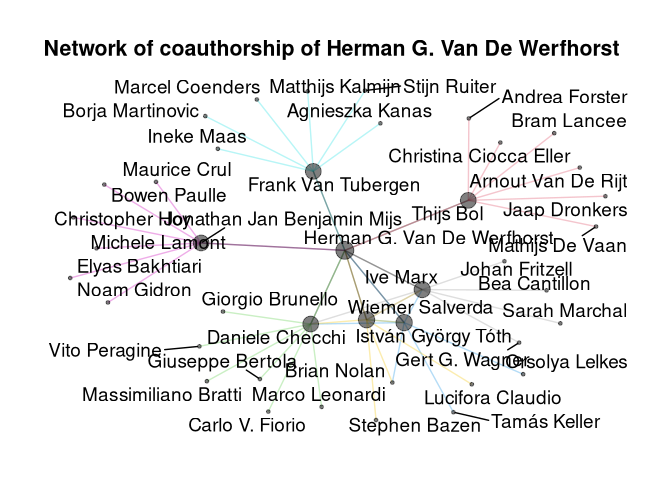 Network of coauthorship of Herman G. Van De Werfhorst
Marcel Coenders
Matthijs Kalmijn
Stijn Ruiter
Andrea Forster
Borja Martinovic
Agnieszka Kanas
Bram Lancee
Ineke Maas
Christina Ciocca Eller
Maurice Crul
Frank Van Tubergen
Arnout Van De Rijt
Bowen Paulle
Christopher Hoy
Jonathan Jan Benjamin Mijs
Thijs Bol
Jaap Dronkers
Michele Lamont
Herman G. Van De Werfhorst
Mathijs De Vaan
Elyas Bakhtiari
Ive Marx
Johan Fritzell
Noam Gidron
Bea Cantillon
Giorgio Brunello
Wiemer Salverda
Sarah Marchal
Daniele Checchi
István György Tóth
Vito Peragine
Giuseppe Bertola
Brian Nolan
Gert G. Wagner
Orsolya Lelkes
Massimiliano Bratti
Marco Leonardi
Lucifora Claudio
Carlo V. Fiorio
Stephen Bazen
Tamás Keller